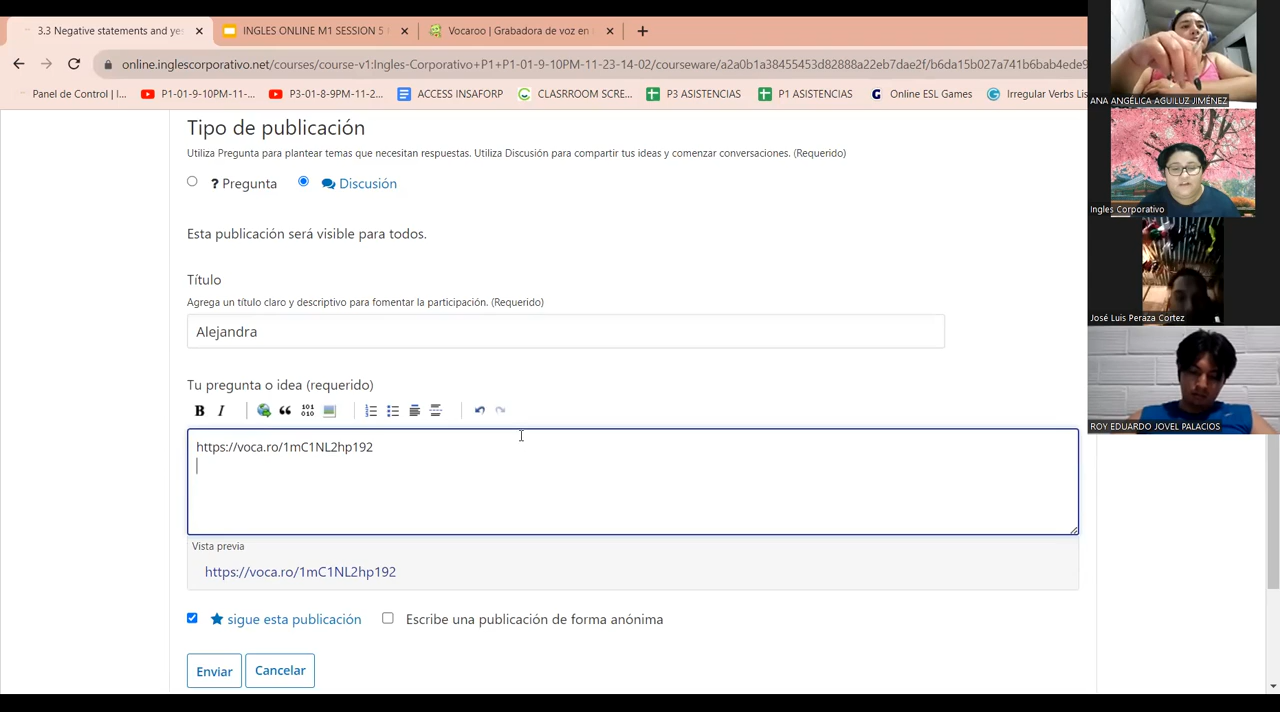 3.3 Negative statements and ye
INGLES ONLINE M1 SESSION 5
Vocaroo | Grabadora de voz en
online.inglescorporativo.net/courses/course-v1:Ingles-Corporativo+P1+P1-01-9-10PM-11-23-14-02/courseware/a2a0b1a38455453d82888a22eb7dae2f/b6da15b027a741b6bab4ede9
Panel de Control | I...
P1-01-9-10PM-11-...
P3-01-8-9PM-11-2...
ACCESS INSAFORP
CLASRROOM SCRE...
P3 ASISTENCIAS
P1 ASISTENCIAS
Online ESL Games
Irregular Verbs Lis
Tipo de publicación
Utiliza Pregunta para plantear temas que necesitan respuestas. Utiliza Discusión para compartir tus ideas y comenzar conversaciones. (Requerido)
? Pregunta
Discusión
Esta publicación será visible para todos.
Título
Agrega un título claro y descriptivo para fomentar la participación. (Requerido)
Alejandra
Tu pregunta o idea (requerido)
B I
101
010
https://voca.ro/1mC1NL2hp192
Vista previa
https://voca.ro/1mC1NL2hp192
sigue esta publicación
Escribe una publicación de forma anónima
Enviar
Cancelar
ANA ANGÉLICA AGUILUZ JIMÉNEZ
Ingles Corporativo
José Luis Peraza Cortez
ROY EDUARDO JOVEL PALACIOS